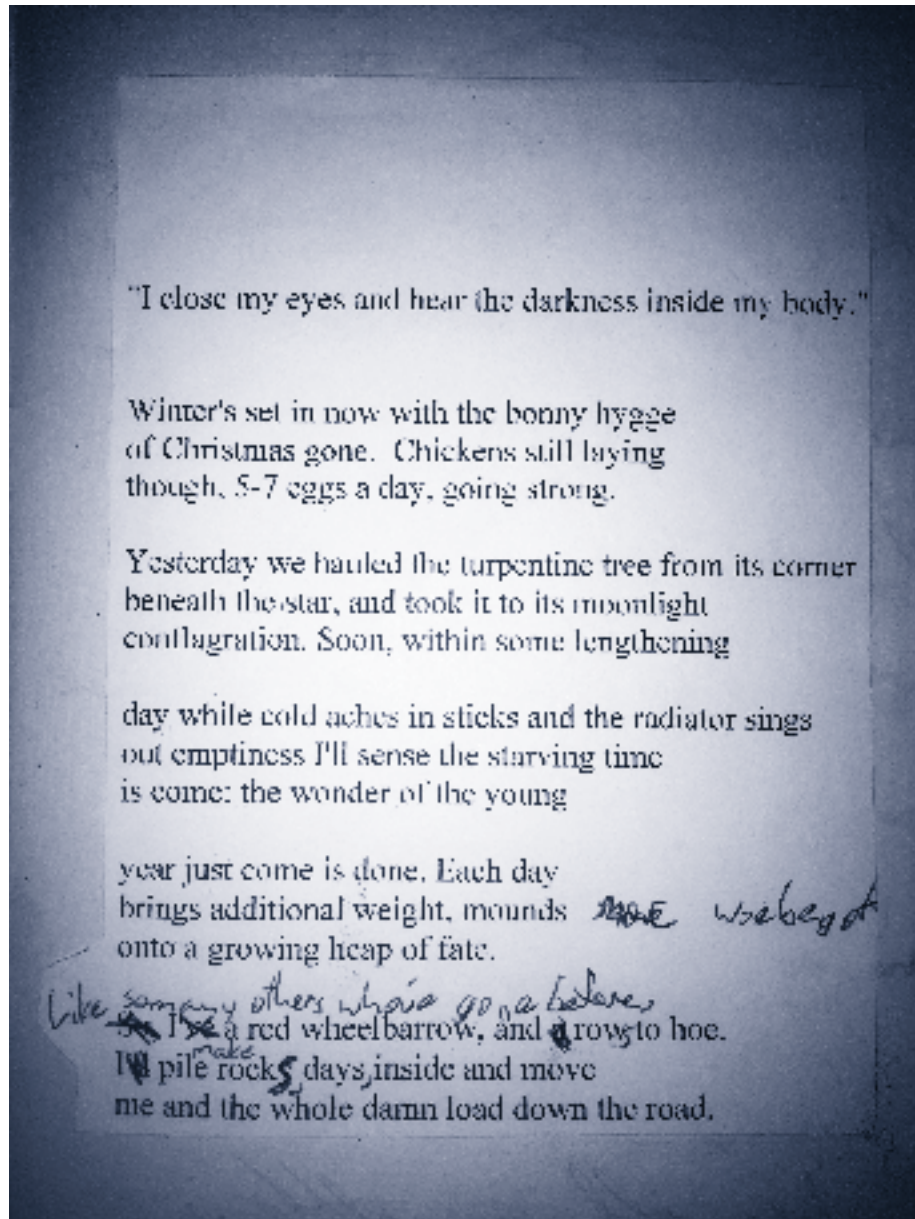 "I close my eyes and hear the darkness inside my body."
Winter's set in now with the bonny hygge
of Christmas gone. Chickens still laying
though, 5-7 eggs a day, going strong.
Yesterday we hauled the turpentine tree from its corner
beneath the star, and took it to its moonlight
conflagration. Soon, within some lengthening
day while cold aches in sticks and the radiator sings
out emptiness I'll sense the starving time
is come: the wonder of the young
year just come is done. Each day
brings additional weight, mounds woebegot
onto a growing heap of fate.
Like so many others who've gone before
I a red wheelbarrow, and rows to hoe.
I pile make rocks, days, inside and move
me and the whole damn load down the road.